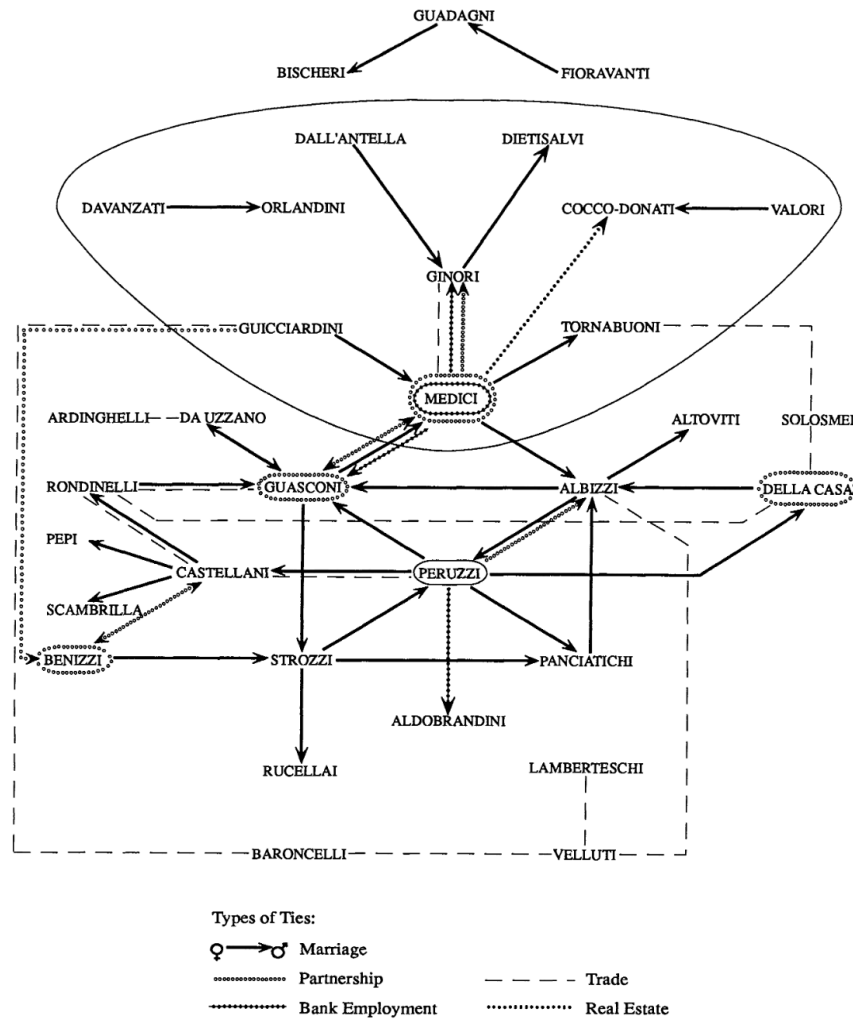 GUADAGNI
BISCHERI FIORAVANTI
DALL'ANTELLA DIETISALVI
DAVANZATI ORLANDINI COCCO-DONATI VALORI
GINORI
GUICCIARDINI TORNABUONI
MEDICI
ARDINGHELLI DA UZZANO ALTOVITI SOLOSMEI
RONDINELLI GUASCONI ALBIZZI DELLA CASA
PEPI
CASTELLANI PERUZZI
SCAMBRILLA
BENIZZI STROZZI PANCIATICHI
ALDOBRANDINI
RUCELLAI LAMBERTESCHI
BARONCELLI VELLUTI
Types of Ties:
♀ ♂ Marriage
Partnership Trade
Bank Employment Real Estate